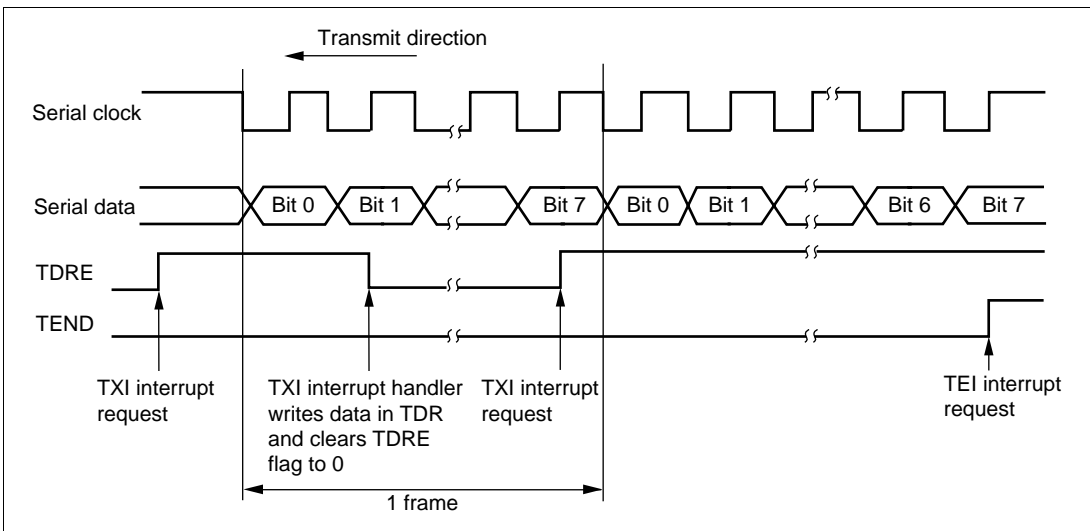 Transmit direction
Serial clock
Serial data
Bit 0
Bit 1
Bit 7
Bit 0
Bit 1
Bit 6
Bit 7
TDRE
TEND
TXI interrupt
request
TXI interrupt handler
writes data in TDR
and clears TDRE
flag to 0
TXI interrupt
request
TEI interrupt
request
1 frame